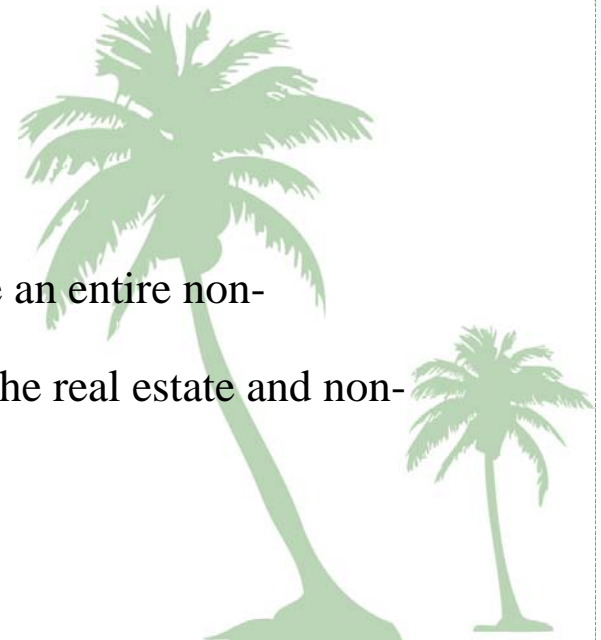 an entire non-
he real estate and non-